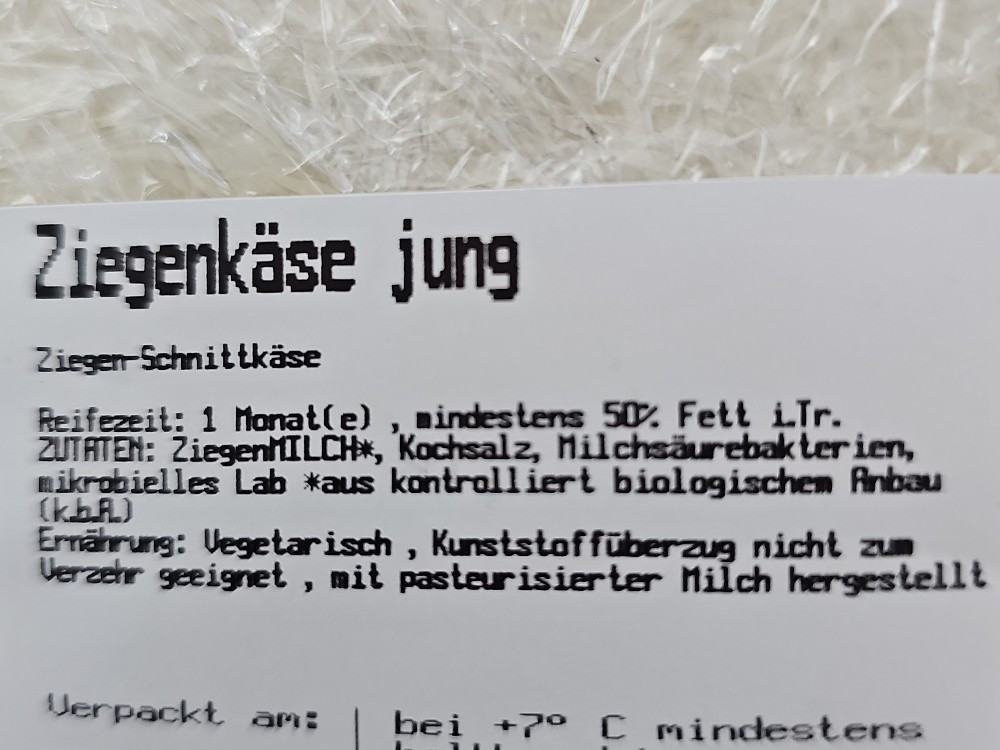 Ziegenkäse jung
Ziegen-Schnittkäse
Reifezeit: 1 Monat(e) , mindestens 50% Fett i.Tr.
ZUTATEN: ZiegenMILCH*, Kochsalz, Milchsäurebakterien,
mikrobielles Lab *aus kontrolliert biologischem Anbau
(k.b.A.)
Ernährung: Vegetarisch , Kunststoffüberzug nicht zum
Verzehr geeignet , mit pasteurisierter Milch hergestellt
Verpackt am: | bei +7° C mindestens